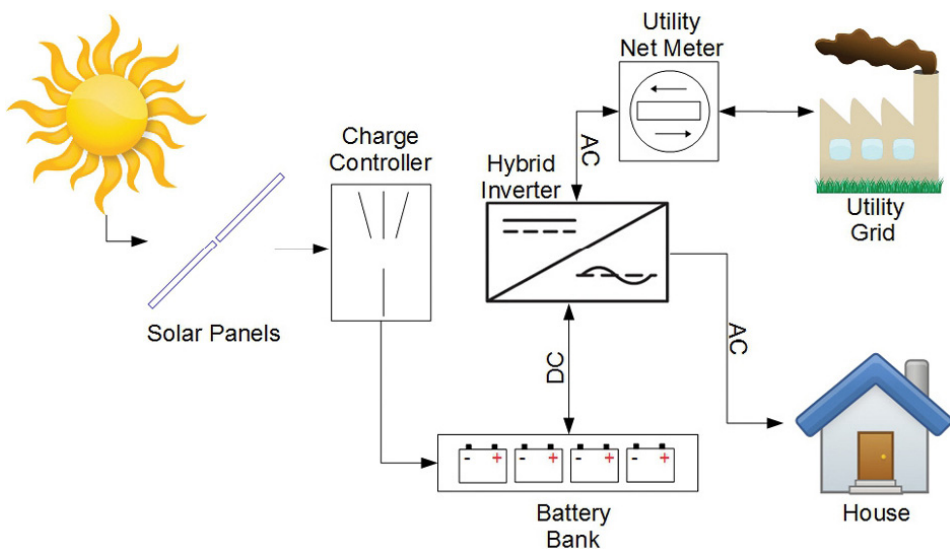 Utility
Net Meter
Charge
Controller
AC
Hybrid
Inverter
Utility
Grid
Solar Panels
DC
AC
- + - + - + - +
Battery
Bank
House